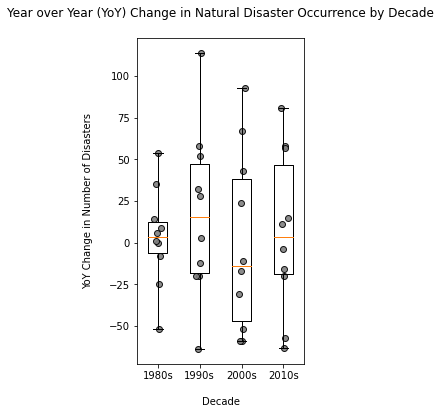 Year over Year (YoY) Change in Natural Disaster Occurrence by Decade
YoY Change in Number of Disasters
100
75
50
25
0
−25
−50
1980s 1990s 2000s 2010s
Decade